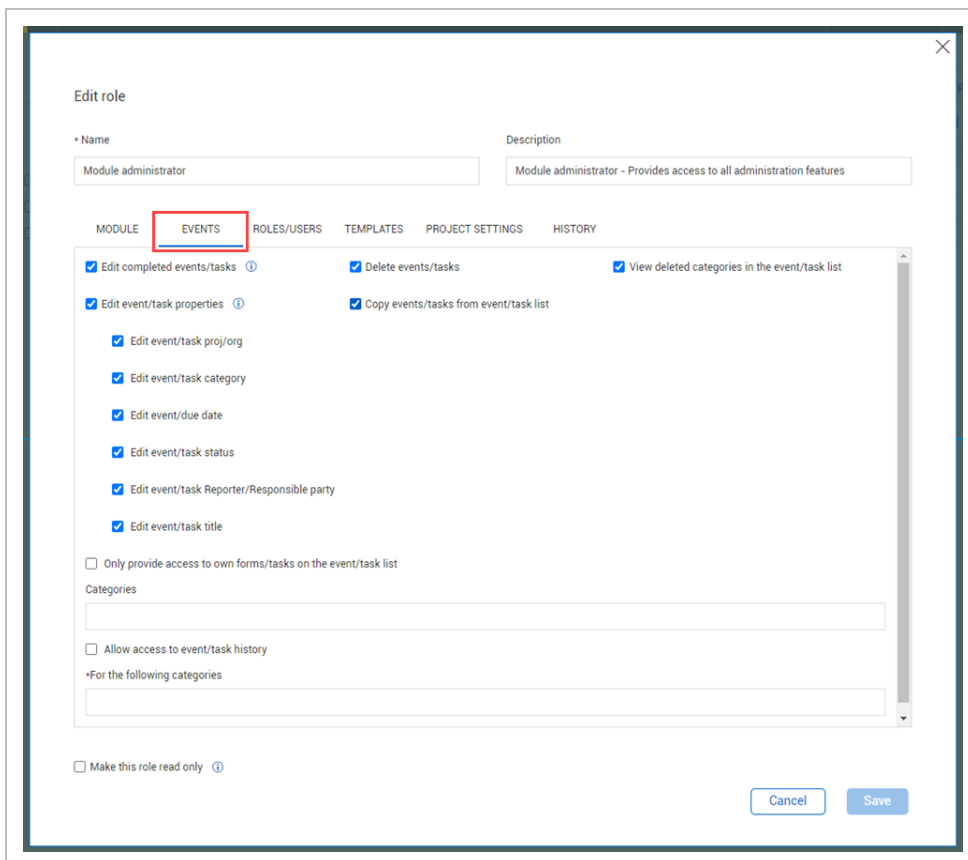 Edit role
* Name
Description
Module administrator
Module administrator - Provides access to all administration features
MODULE EVENTS ROLES/USERS TEMPLATES PROJECT SETTINGS HISTORY
Edit completed events/tasks
Delete events/tasks
View deleted categories in the event/task list
Edit event/task properties
Copy events/tasks from event/task list
Edit event/task proj/org
Edit event/task category
Edit event/due date
Edit event/task status
Edit event/task Reporter/Responsible party
Edit event/task title
Only provide access to own forms/tasks on the event/task list
Categories
Allow access to event/task history
*For the following categories
Make this role read only
Cancel Save